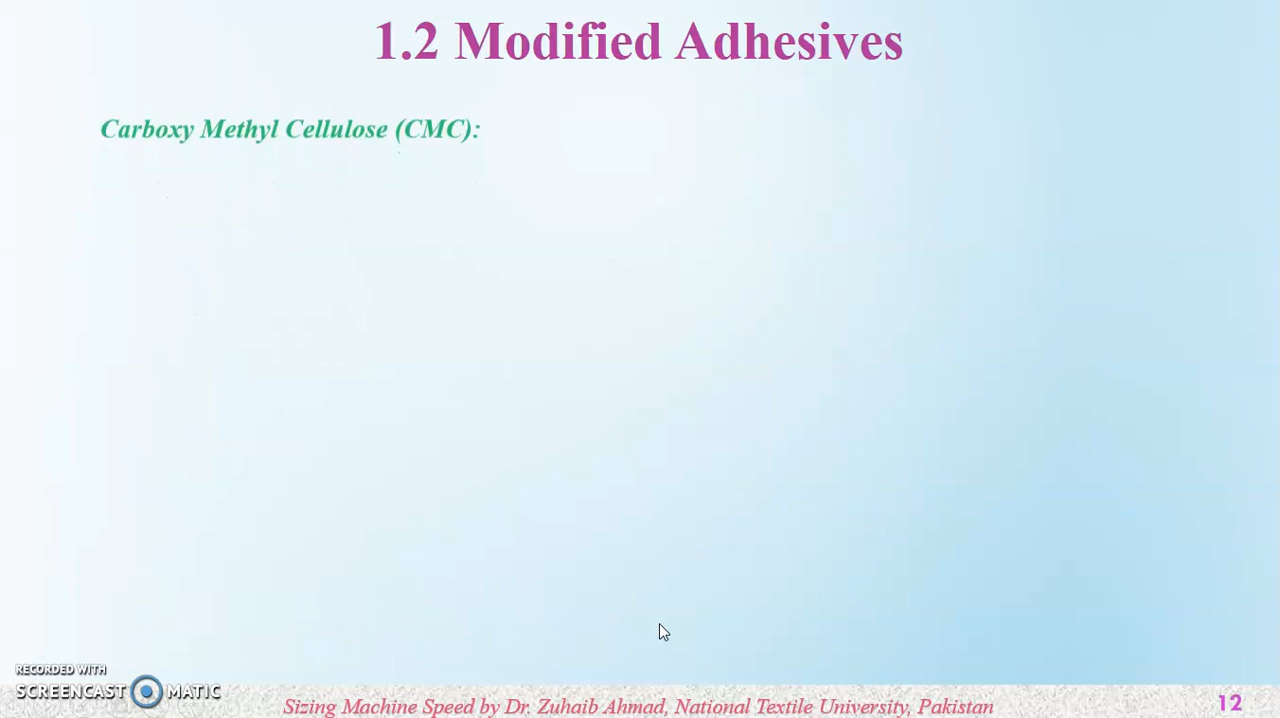 1.2 Modified Adhesives
Carboxy Methyl Cellulose (CMC):
RECORDED WITH
SCREENCAST MATIC
Sizing Machine Speed by Dr. Zuhaib Ahmad, National Textile University, Pakistan
12